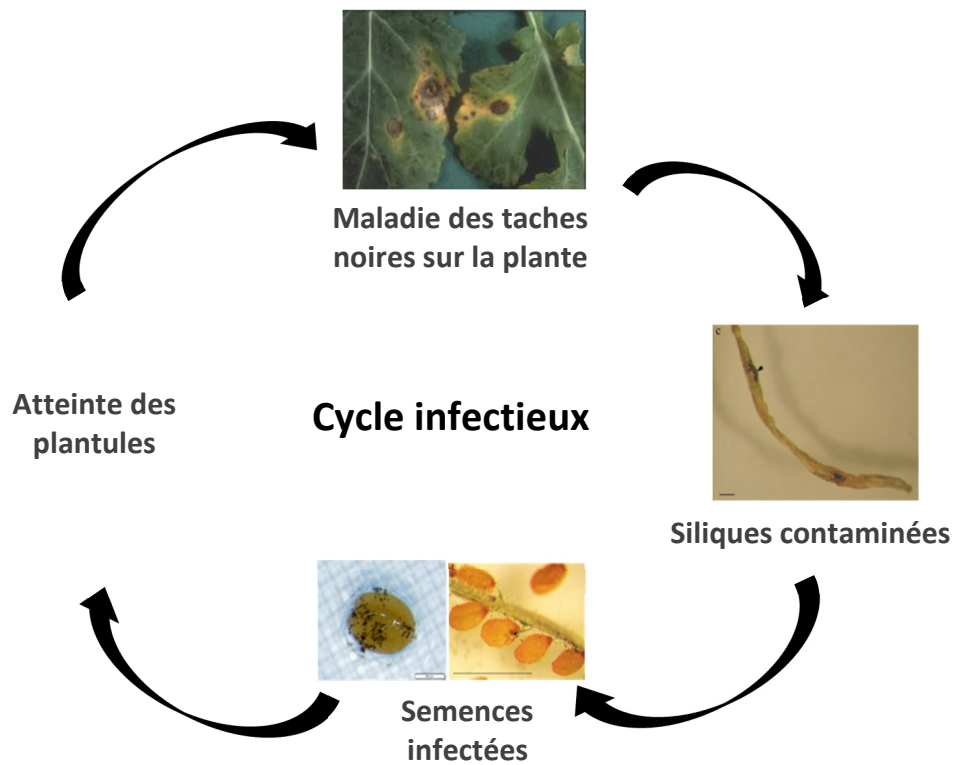 Maladie des taches
noires sur la plante
c
Siliques contaminées
Semences
infectées
Atteinte des
plantules
Cycle infectieux